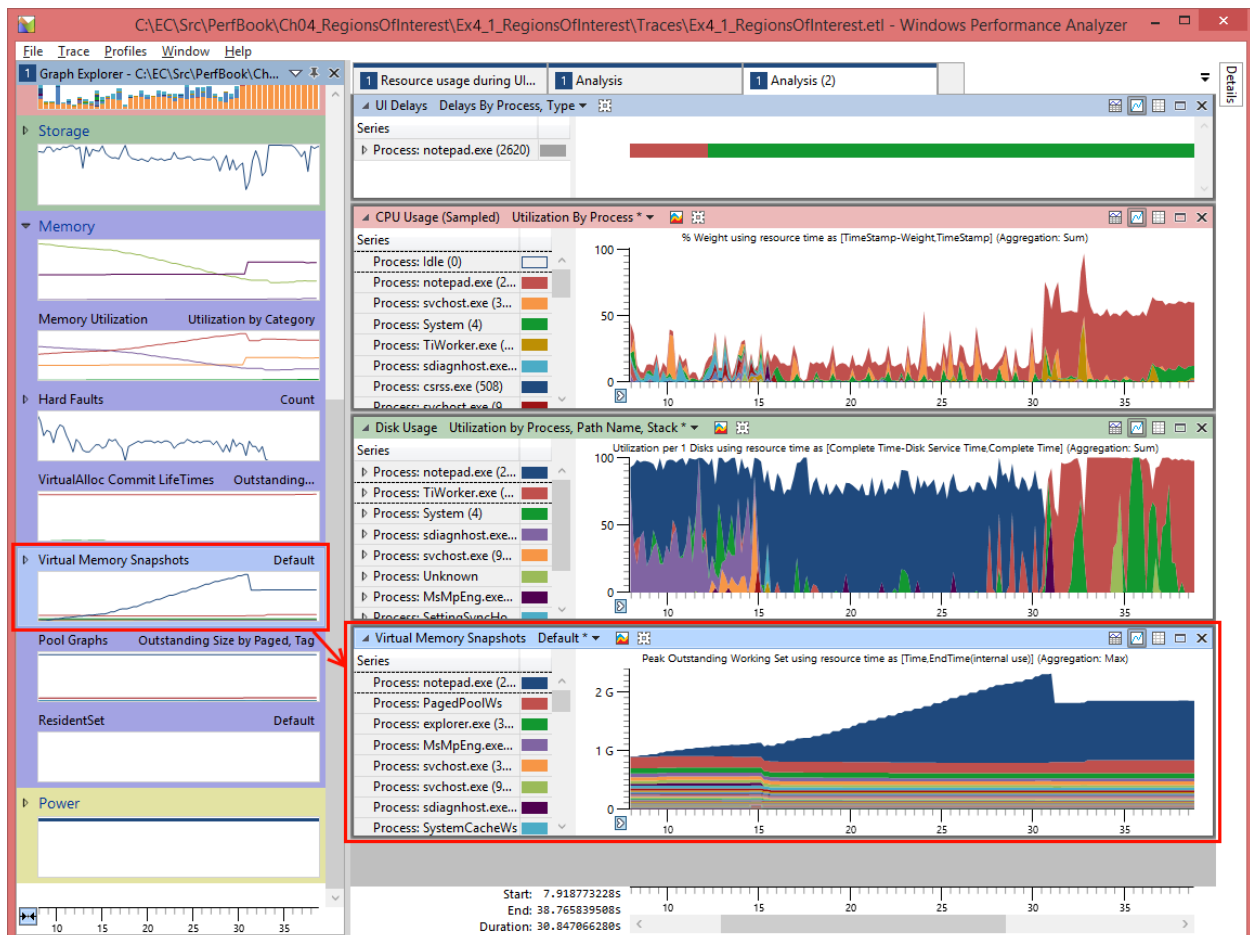 C:\EC\Src\PerfBook\Ch04_RegionsOfInterest\Ex4_1_RegionsOfInterest\Traces\Ex4_1_RegionsOfInterest.etl - Windows Performance Analyzer
File Trace Profiles Window Help
1 Graph Explorer - C:\EC\Src\PerfBook\Ch...
Storage
Memory
Memory Utilization Utilization by Category
Hard Faults Count
VirtualAlloc Commit LifeTimes Outstanding...
Virtual Memory Snapshots Default
Pool Graphs Outstanding Size by Paged, Tag
ResidentSet Default
Power
10 15 20 25 30 35
1 Resource usage during UI... 1 Analysis 1 Analysis (2)
Details
UI Delays Delays By Process, Type
Series
Process: notepad.exe (2620)
CPU Usage (Sampled) Utilization By Process *
Series
% Weight using resource time as [TimeStamp-Weight,TimeStamp] (Aggregation: Sum)
Process: Idle (0)
Process: notepad.exe (2...
Process: svchost.exe (3...
Process: System (4)
Process: TiWorker.exe (...
Process: sdiagnhost.exe...
Process: csrss.exe (508)
Process: svchost.exe (9...
100
50
0
10 15 20 25 30 35
Disk Usage Utilization by Process, Path Name, Stack *
Series
Utilization per 1 Disks using resource time as [Complete Time-Disk Service Time,Complete Time] (Aggregation: Sum)
Process: notepad.exe (2...
Process: TiWorker.exe (...
Process: System (4)
Process: sdiagnhost.exe...
Process: svchost.exe (9...
Process: Unknown
Process: MsMpEng.exe...
Process: SettingSyncHo...
100
50
0
10 15 20 25 30 35
Virtual Memory Snapshots Default *
Series
Peak Outstanding Working Set using resource time as [Time,EndTime(internal use)] (Aggregation: Max)
Process: notepad.exe (2...
Process: PagedPoolWs
Process: explorer.exe (3...
Process: MsMpEng.exe...
Process: svchost.exe (3...
Process: svchost.exe (9...
Process: sdiagnhost.exe...
Process: SystemCacheWs
2 G
1 G
0
10 15 20 25 30 35
Start: 7.918773228s
End: 38.765839508s
Duration: 30.847066280s
10 15 20 25 30 35